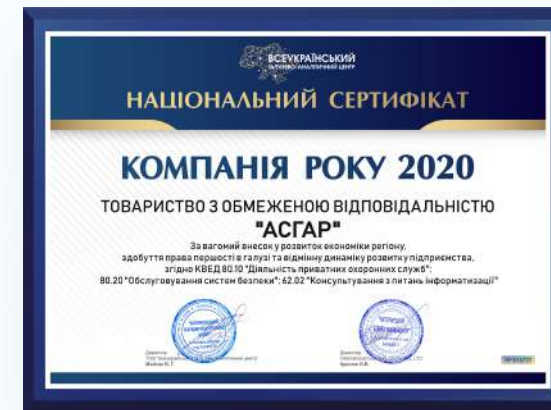 ВСЕУКРАЇНСЬКИЙ
НАЦІОНАЛЬНИЙ СЕРТИФІКАТ
КОМПАНІЯ РОКУ 2020
ТОВАРИСТВО З ОБМЕЖЕНОЮ ВІДПОВІДАЛЬНІСТЮ
"АСГАР"
За вагомий внесок у розвиток економіки регіону,
здобуття права першості в галузі та відмінну динаміку розвитку підприємства,
згідно КВЕД 80.10 "Діяльність приватних охоронних служб";
80.20 "Обслуговування систем безпеки"; 62.02 "Консультування з питань інформатизації"
Директор
Директор